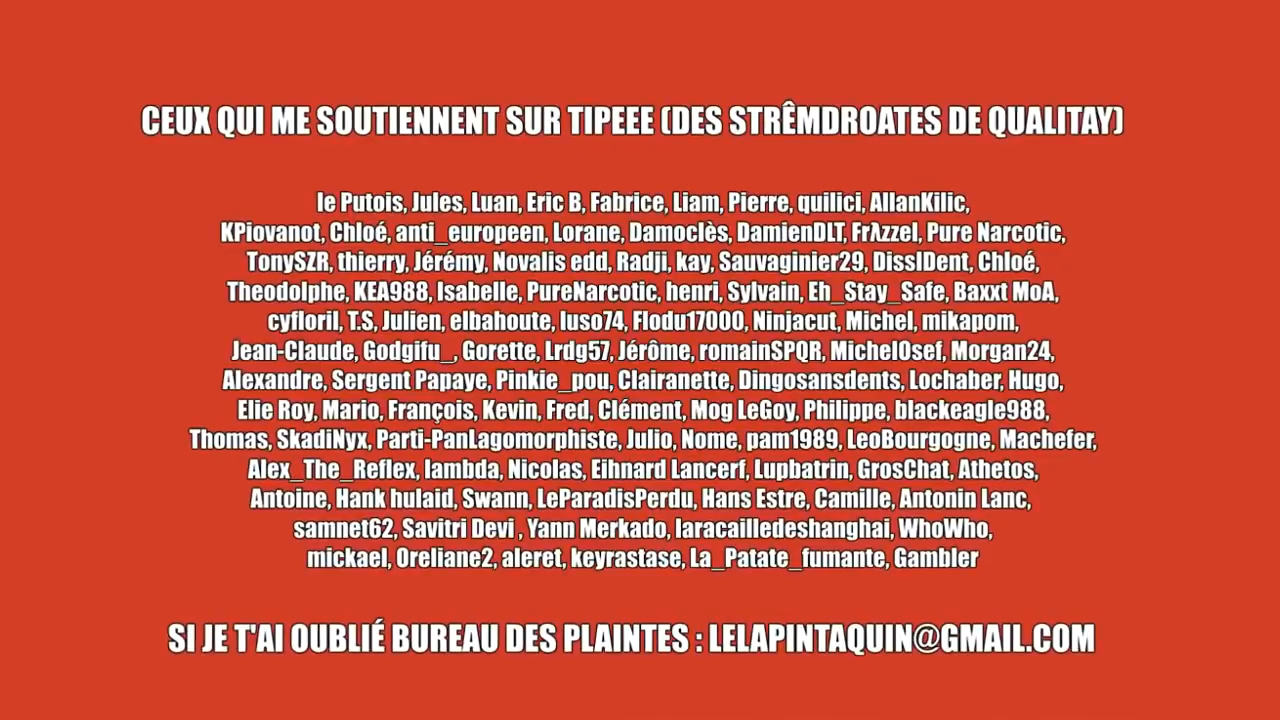 CEUX QUI ME SOUTIENNENT SUR TIPEEE (DES STRÊMDROATES DE QUALITAY)
le Putois, Jules, Luan, Eric B, Fabrice, Liam, Pierre, quilici, AllanKilic,
KPiovanot, Chloé, anti_europeen, Lorane, Damoclès, DamienDLT, FrΛzzel, Pure Narcotic,
TonySZR, thierry, Jérémy, Novalis edd, Radji, kay, Sauvaginier29, DissIDent, Chloé,
Theodolphe, KEA988, Isabelle, PureNarcotic, henri, Sylvain, Eh_Stay_Safe, Baxxt MoA,
cyfloril, T.S, Julien, elbahoute, luso74, Flodu17000, Ninjacut, Michel, mikapom,
Jean-Claude, Godgifu_, Gorette, Lrdg57, Jérôme, romainSPQR, MichelOsef, Morgan24,
Alexandre, Sergent Papaye, Pinkie_pou, Clairanette, Dingosansdents, Lochaber, Hugo,
Elie Roy, Mario, François, Kevin, Fred, Clément, Mog LeGoy, Philippe, blackeagle988,
Thomas, SkadiNyx, Parti-PanLagomorphiste, Julio, Nome, pam1989, LeoBourgogne, Machefer,
Alex_The_Reflex, lambda, Nicolas, Eihnard Lancerf, Lupbatrin, GrosChat, Athetos,
Antoine, Hank hulaid, Swann, LeParadisPerdu, Hans Estre, Camille, Antonin Lanc,
samnet62, Savitri Devi , Yann Merkado, laracailledeshanghai, WhoWho,
mickael, Oreliane2, aleret, keyrastase, La_Patate_fumante, Gambler
SI JE T'AI OUBLIÉ BUREAU DES PLAINTES : LELAPINTAQUIN@GMAIL.COM